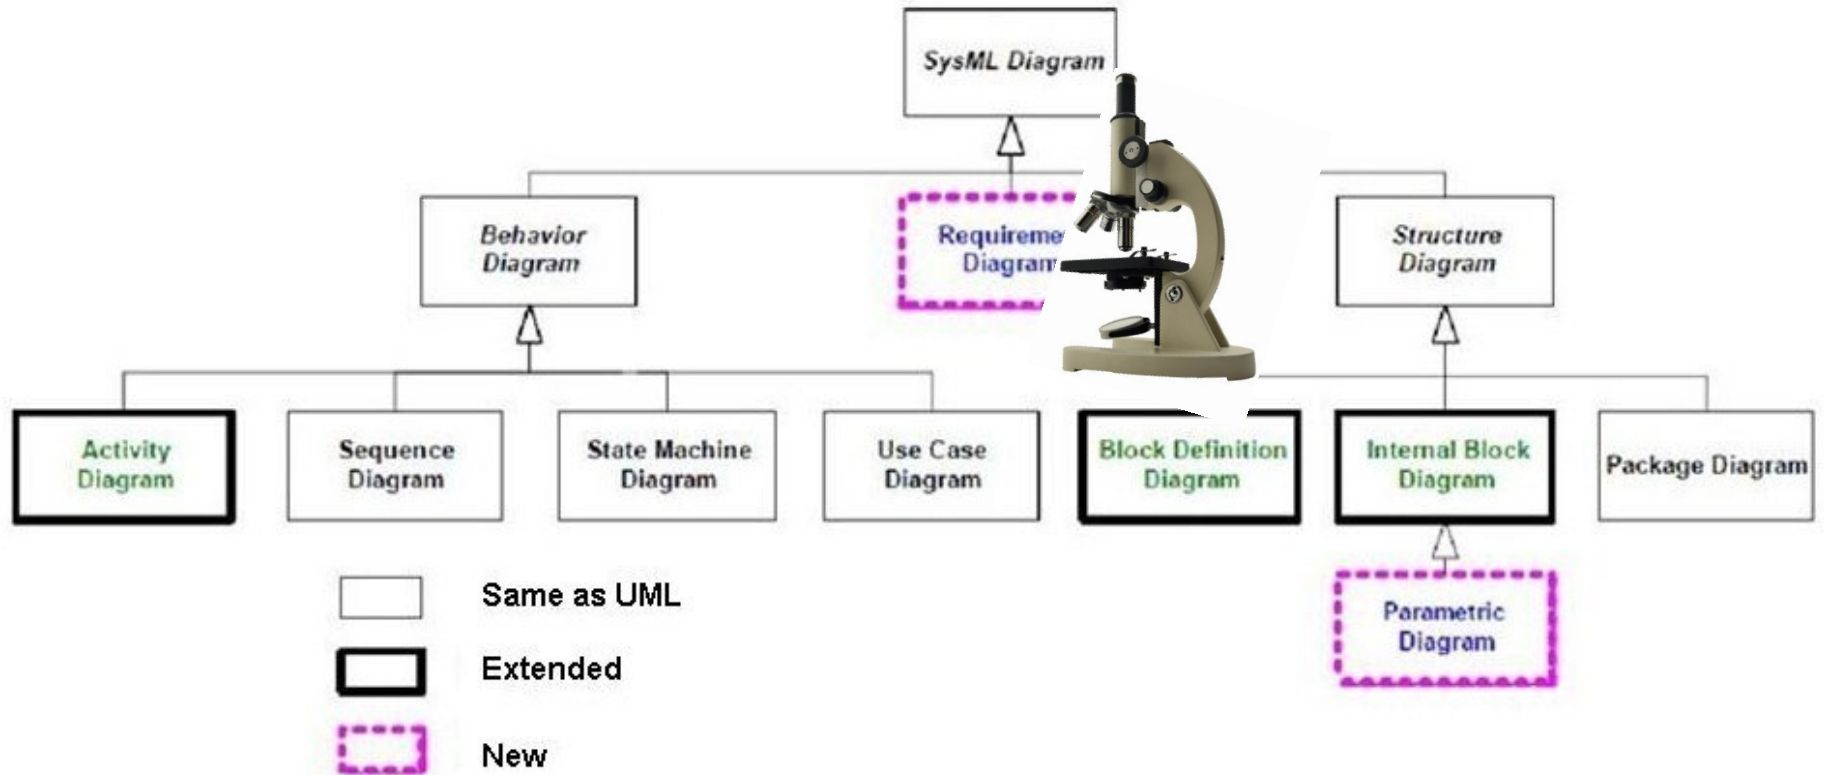 SysML Diagram
Behavior
Diagram
Diagram
Structure
Diagram
Activity
Diagram
Sequence
Diagram
State Machine
Diagram
Use Case
Diagram
Block Definition
Diagram
Internal Block
Diagram
Package Diagram
Parametric
Diagram
Same as UML
Extended
New